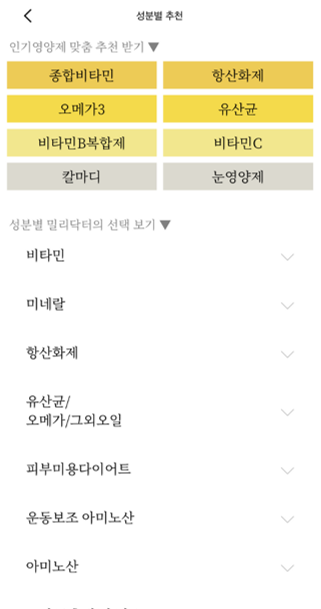 성분별 추천
인기영양제 맞춤 추천 받기▼
종합비타민
항산화제
오메가3
유산균
비타민B복합제
비타민C
칼마디
눈영양제
성분별 밀리닥터의 선택 보기▼
비타민
미네랄
항산화제
유산균/
오메가/그외오일
피부미용다이어트
운동보조 아미노산
아미노산